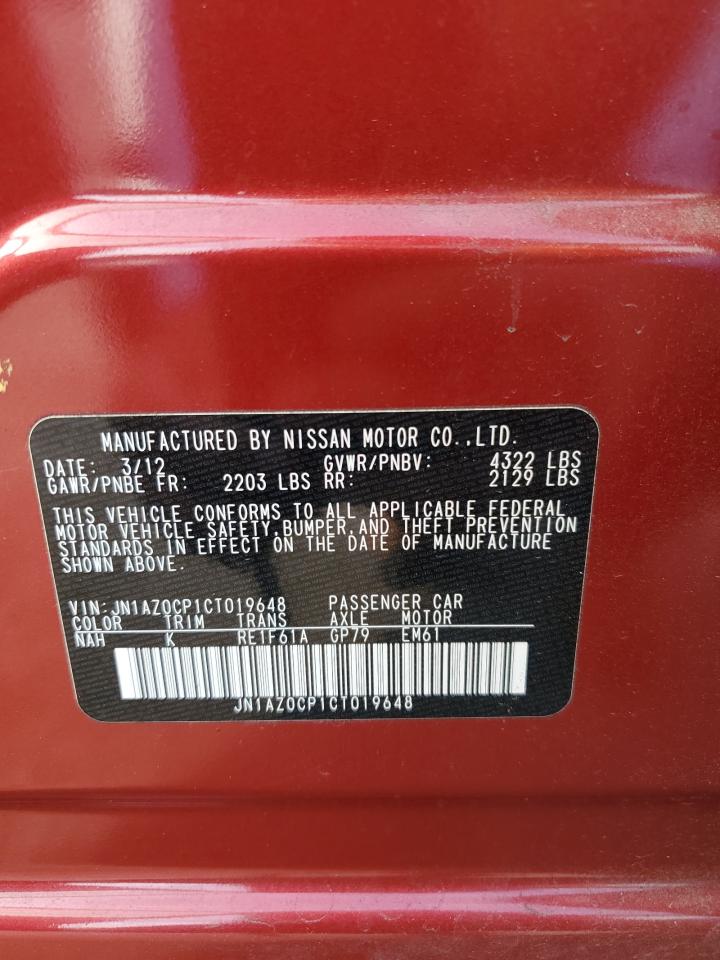 MANUFACTURED BY NISSAN MOTOR CO.,LTD.
DATE: 3/12 GVWR/PNBV: 4322 LBS
GAWR/PNBE FR: 2203 LBS RR: 2129 LBS
THIS VEHICLE CONFORMS TO ALL APPLICABLE FEDERAL
MOTOR VEHICLE SAFETY,BUMPER,AND THEFT PREVENTION
STANDARDS IN EFFECT ON THE DATE OF MANUFACTURE
SHOWN ABOVE.
VIN:JN1AZ0CP1CT019648 PASSENGER CAR
COLOR TRIM TRANS AXLE MOTOR
NAH K RE1F61A GP79 EM61
JN1AZ0CP1CT019648